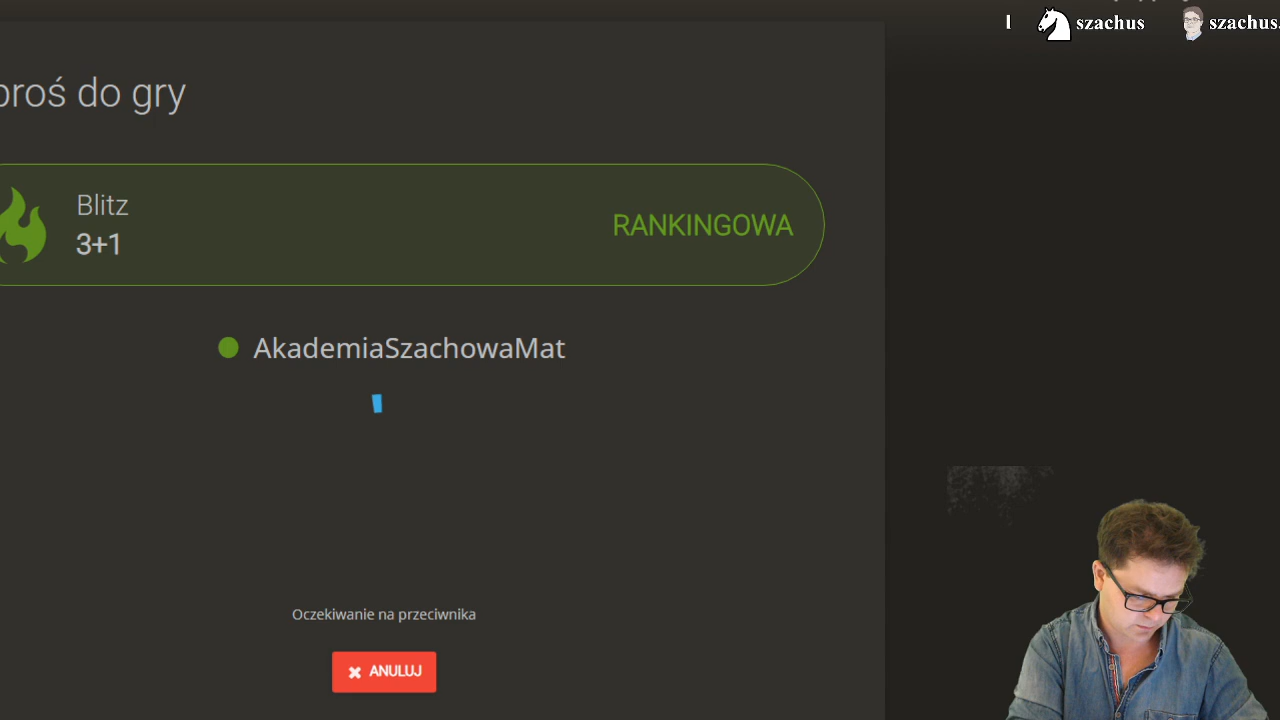 szachus
szachus.
proś do gry
Blitz
3+1
RANKINGOWA
AkademiaSzachowaMat
Oczekiwanie na przeciwnika
ANULUJ